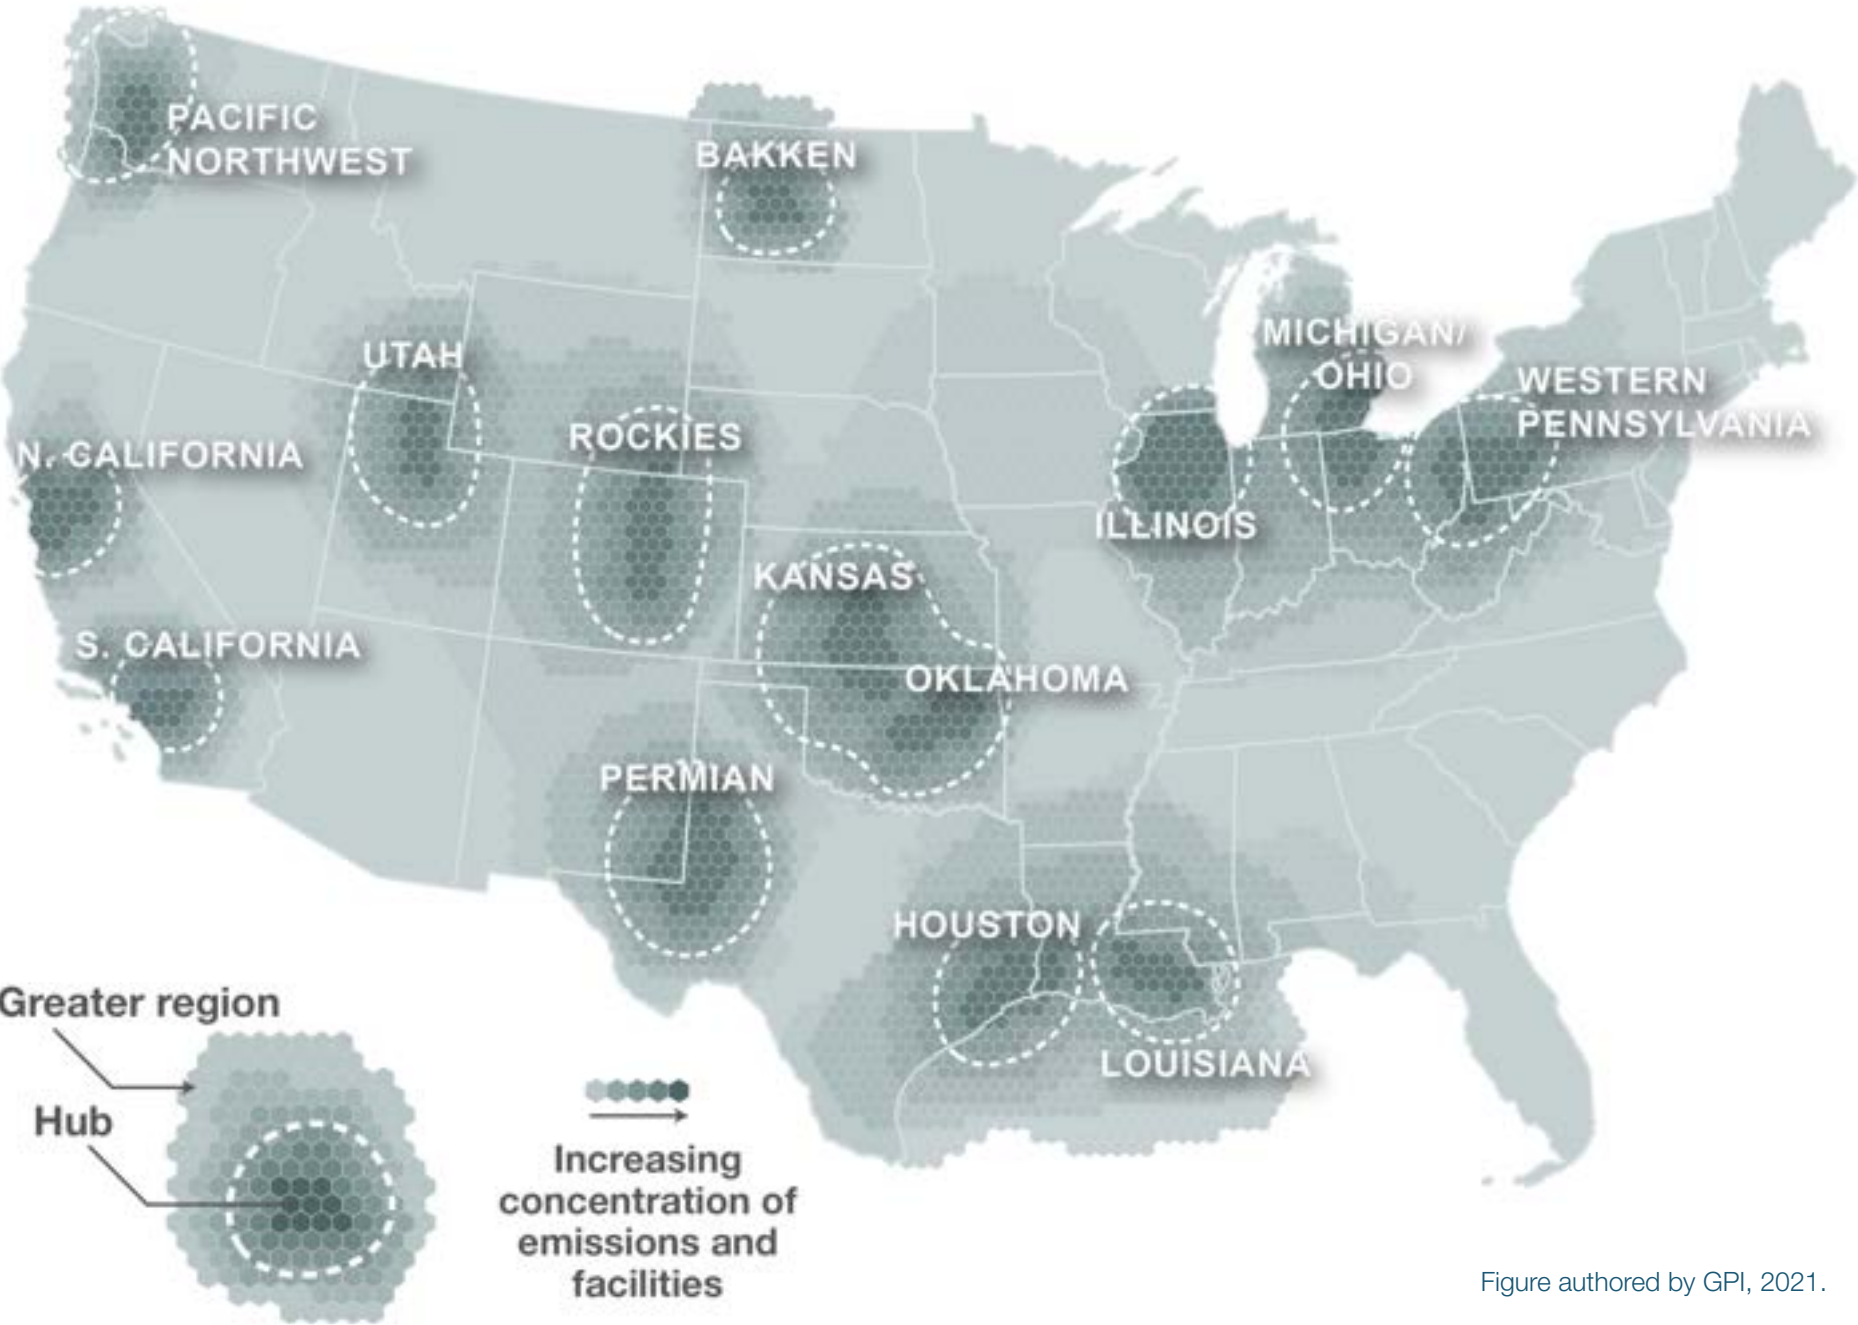 PACIFIC
NORTHWEST
BAKKEN
UTAH
ROCKIES
N. CALIFORNIA
S. CALIFORNIA
KANSAS
OKLAHOMA
PERMIAN
MICHIGAN/
OHIO
WESTERN
PENNSYLVANIA
ILLINOIS
HOUSTON
LOUISIANA
Greater region
Hub
Increasing
concentration of
emissions and
facilities
Figure authored by GPI, 2021.